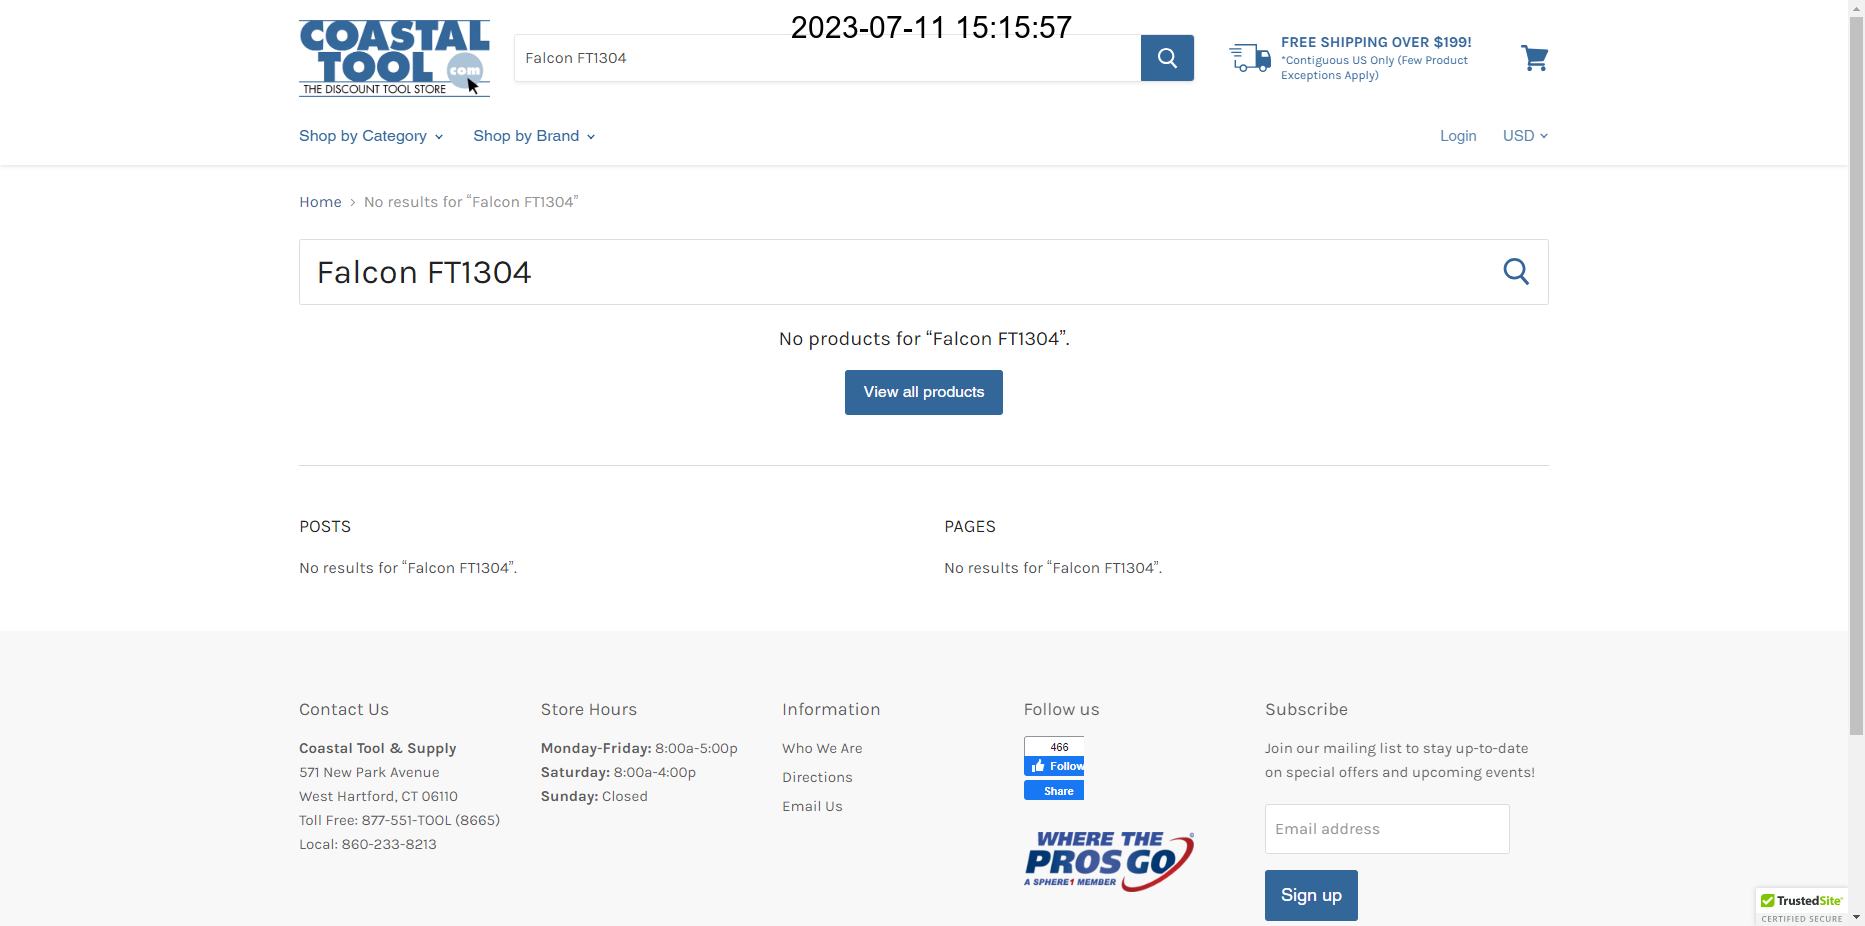 2023-07-11 15:15:57
COASTAL
TOOL com
THE DISCOUNT TOOL STORE
Falcon FT1304
FREE SHIPPING OVER $199!
*Contiguous US Only (Few Product
Exceptions Apply)
Shop by Category
Shop by Brand
Login
USD
Home
No results for “Falcon FT1304”
Falcon FT1304
No products for “Falcon FT1304”.
View all products
POSTS
No results for “Falcon FT1304”.
PAGES
No results for “Falcon FT1304”.
Contact Us
Coastal Tool & Supply
571 New Park Avenue
West Hartford, CT 06110
Toll Free: 877-551-TOOL (8665)
Local: 860-233-8213
Store Hours
Monday-Friday: 8:00a-5:00p
Saturday: 8:00a-4:00p
Sunday: Closed
Information
Who We Are
Directions
Email Us
Follow us
466
Follow
Share
WHERE THE
PROS GO
A SPHERE1 MEMBER
Subscribe
Join our mailing list to stay up-to-date
on special offers and upcoming events!
Email address
Sign up
TrustedSite
CERTIFIED SECURE